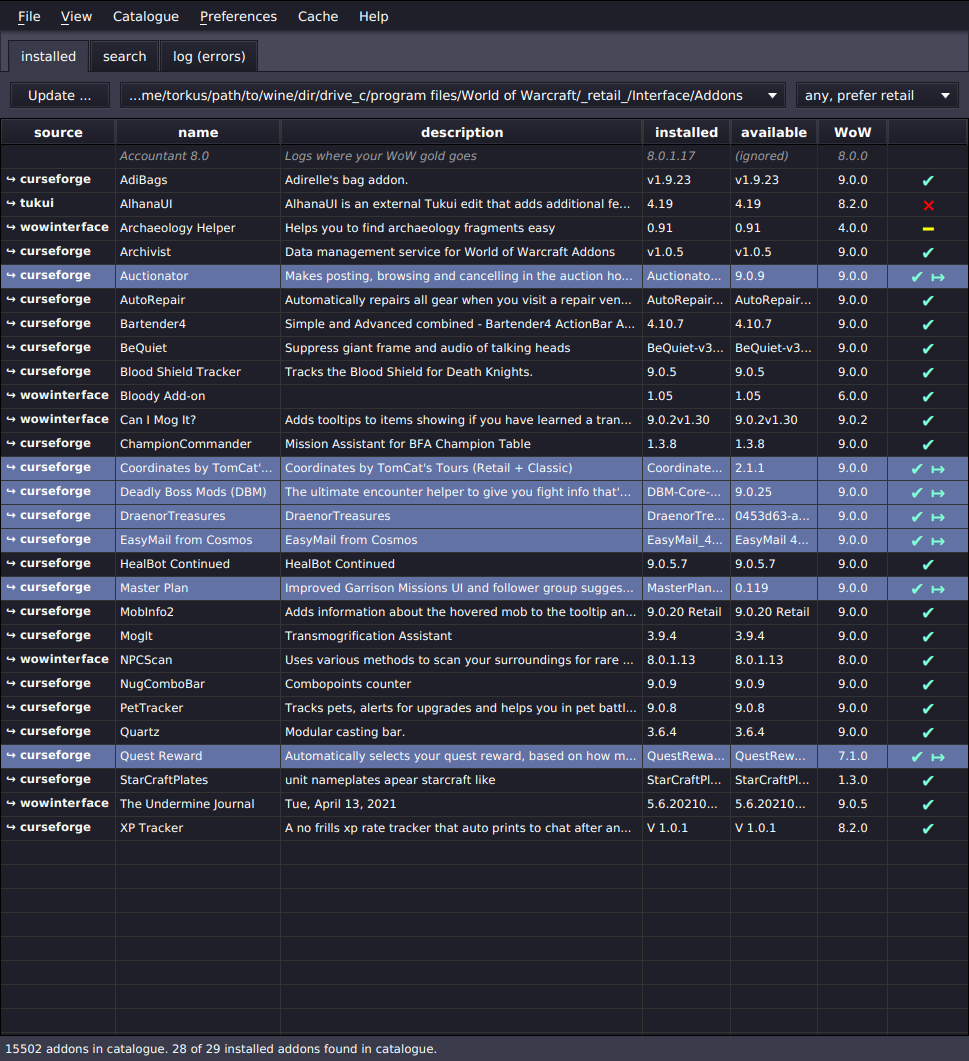 File View Catalogue Preferences Cache Help
installed search log (errors)
Update ... ...me/torkus/path/to/wine/dir/drive_c/program files/World of Warcraft/_retail_/Interface/Addons any, prefer retail
source name description installed available WoW
Accountant 8.0 Logs where your WoW gold goes 8.0.1.17 (ignored) 8.0.0
↪ curseforge AdiBags Adirelle's bag addon. v1.9.23 v1.9.23 9.0.0 ✔
↪ tukui AlhanaUI AlhanaUI is an external Tukui edit that adds additional fe... 4.19 4.19 8.2.0 ✕
↪ wowinterface Archaeology Helper Helps you to find archaeology fragments easy 0.91 0.91 4.0.0 ━
↪ curseforge Archivist Data management service for World of Warcraft Addons v1.0.5 v1.0.5 9.0.0 ✔
↪ curseforge Auctionator Makes posting, browsing and cancelling in the auction ho... Auctionato... 9.0.9 9.0.0 ✔ ↦
↪ curseforge AutoRepair Automatically repairs all gear when you visit a repair ven... AutoRepair... AutoRepair... 9.0.0 ✔
↪ curseforge Bartender4 Simple and Advanced combined - Bartender4 ActionBar A... 4.10.7 4.10.7 9.0.0 ✔
↪ curseforge BeQuiet Suppress giant frame and audio of talking heads BeQuiet-v3... BeQuiet-v3... 9.0.0 ✔
↪ curseforge Blood Shield Tracker Tracks the Blood Shield for Death Knights. 9.0.5 9.0.5 9.0.0 ✔
↪ wowinterface Bloody Add-on 1.05 1.05 6.0.0 ✔
↪ wowinterface Can I Mog It? Adds tooltips to items showing if you have learned a tran... 9.0.2v1.30 9.0.2v1.30 9.0.2 ✔
↪ curseforge ChampionCommander Mission Assistant for BFA Champion Table 1.3.8 1.3.8 9.0.0 ✔
↪ curseforge Coordinates by TomCat'... Coordinates by TomCat's Tours (Retail + Classic) Coordinate... 2.1.1 9.0.0 ✔ ↦
↪ curseforge Deadly Boss Mods (DBM) The ultimate encounter helper to give you fight info that'... DBM-Core-... 9.0.25 9.0.0 ✔ ↦
↪ curseforge DraenorTreasures DraenorTreasures DraenorTre... 0453d63-a... 9.0.0 ✔ ↦
↪ curseforge EasyMail from Cosmos EasyMail from Cosmos EasyMail_4... EasyMail 4... 9.0.0 ✔ ↦
↪ curseforge HealBot Continued HealBot Continued 9.0.5.7 9.0.5.7 9.0.0 ✔
↪ curseforge Master Plan Improved Garrison Missions UI and follower group sugges... MasterPlan... 0.119 9.0.0 ✔ ↦
↪ curseforge MobInfo2 Adds information about the hovered mob to the tooltip an... 9.0.20 Retail 9.0.20 Retail 9.0.0 ✔
↪ curseforge MogIt Transmogrification Assistant 3.9.4 3.9.4 9.0.0 ✔
↪ wowinterface NPCScan Uses various methods to scan your surroundings for rare ... 8.0.1.13 8.0.1.13 8.0.0 ✔
↪ curseforge NugComboBar Combopoints counter 9.0.9 9.0.9 9.0.0 ✔
↪ curseforge PetTracker Tracks pets, alerts for upgrades and helps you in pet battl... 9.0.8 9.0.8 9.0.0 ✔
↪ curseforge Quartz Modular casting bar. 3.6.4 3.6.4 9.0.0 ✔
↪ curseforge Quest Reward Automatically selects your quest reward, based on how m... QuestRewa... QuestRew... 7.1.0 ✔ ↦
↪ curseforge StarCraftPlates unit nameplates apear starcraft like StarCraftPl... StarCraftPl... 1.3.0 ✔
↪ wowinterface The Undermine Journal Tue, April 13, 2021 5.6.20210... 5.6.20210... 9.0.5 ✔
↪ curseforge XP Tracker A no frills xp rate tracker that auto prints to chat after an... V 1.0.1 V 1.0.1 8.2.0 ✔
15502 addons in catalogue. 28 of 29 installed addons found in catalogue.